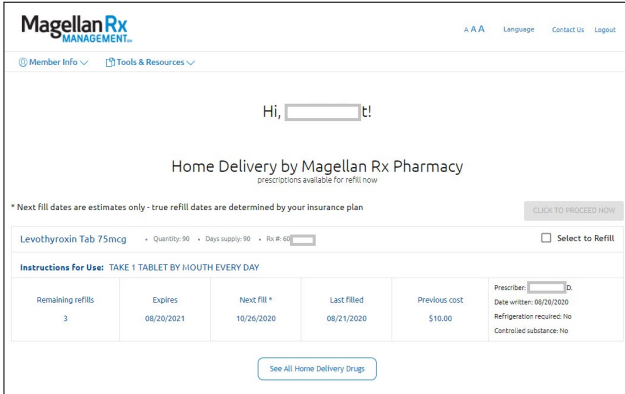 Magellan Rx
MANAGEMENT
A A A Language Contact Us Logout
Member Info Tools & Resources
Hi, t!
Home Delivery by Magellan Rx Pharmacy
prescriptions available for refill now
* Next fill dates are estimates only - true refill dates are determined by your insurance plan
CLICK TO PROCEED NOW
Levothyroxin Tab 75mcg • Quantity: 90 • Days supply: 90 • Rx #: 60
Select to Refill
Instructions for Use: TAKE 1 TABLET BY MOUTH EVERY DAY
Remaining refills
3
Expires
08/20/2021
Next fill *
10/26/2020
Last filled
08/21/2020
Previous cost
$10.00
Prescriber: D.
Date written: 08/20/2020
Refrigeration required: No
Controlled substance: No
See All Home Delivery Drugs